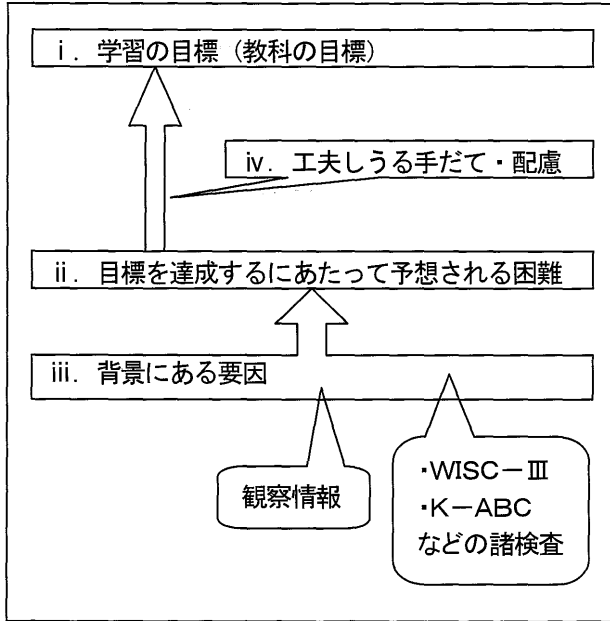 ⅰ．学習の目標（教科の目標）
ⅳ．工夫しうる手だて・配慮
ⅱ．目標を達成するにあたって予想される困難
ⅲ．背景にある要因
観察情報
・WISC－Ⅲ
・K－ABC
などの諸検査